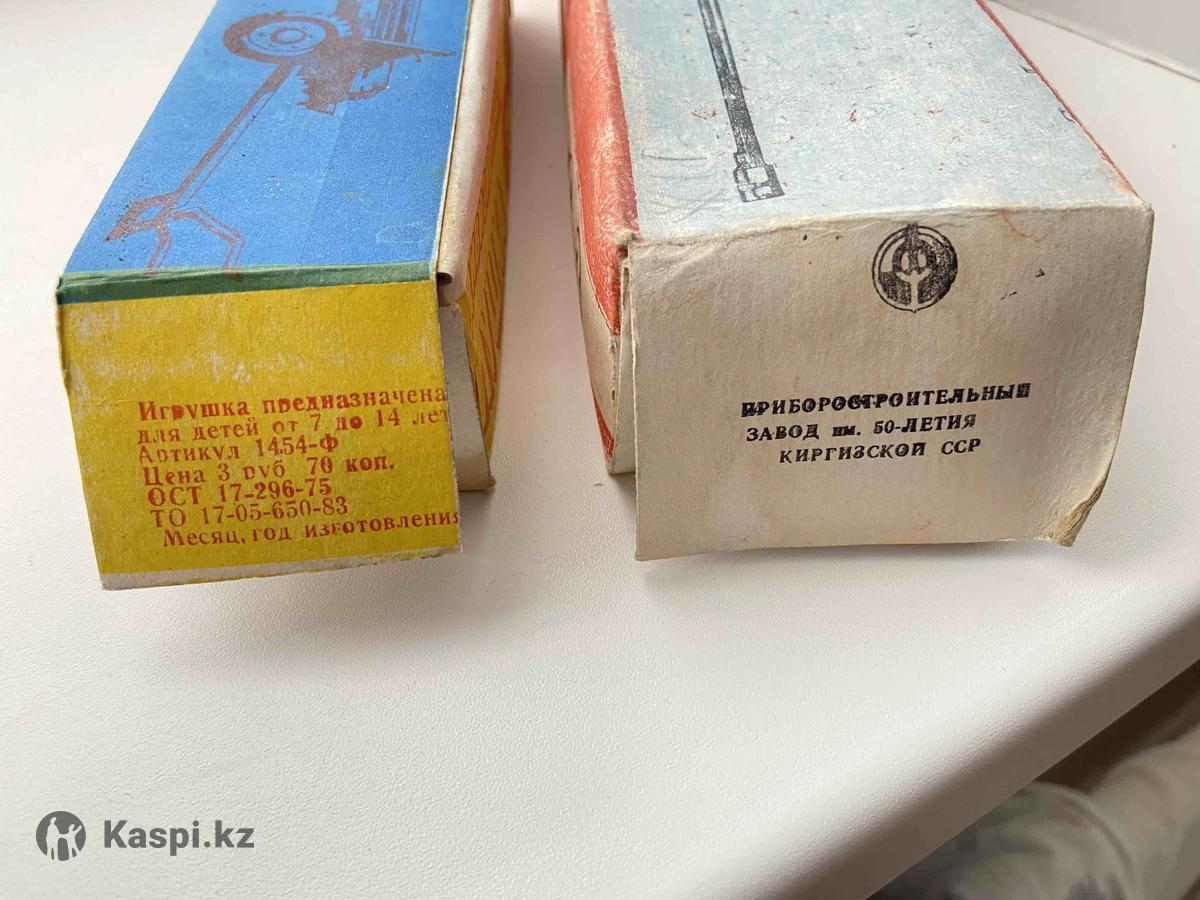 Игрушка предназначена
для детей от 7 до 14 лет
Артикул 1454-Ф
Цена 3 руб 70 коп.
ОСТ 17-296-75
ТО 17-05-650-83
Месяц, год изготовления
ПРИБОРОСТРОИТЕЛЬНЫЙ
ЗАВОД им. 50-ЛЕТИЯ
КИРГИЗСКОЙ ССР
Kaspi.kz